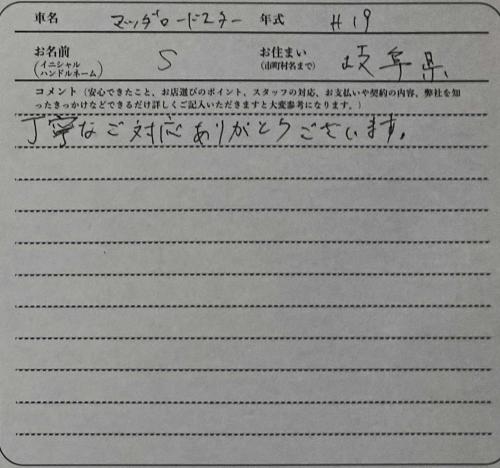 車名 マツダロードスター 年式 H19
お名前 (イニシャル ハンドルネーム) S お住まい (市町村名まで) 岐阜県
コメント（安心できたこと、お店選びのポイント、スタッフの対応、お支払いや契約の内容、弊社を知
ったきっかけなどできるだけ詳しくご記入いただきますと大変参考になります。）
丁寧なご対応ありがとうございます。